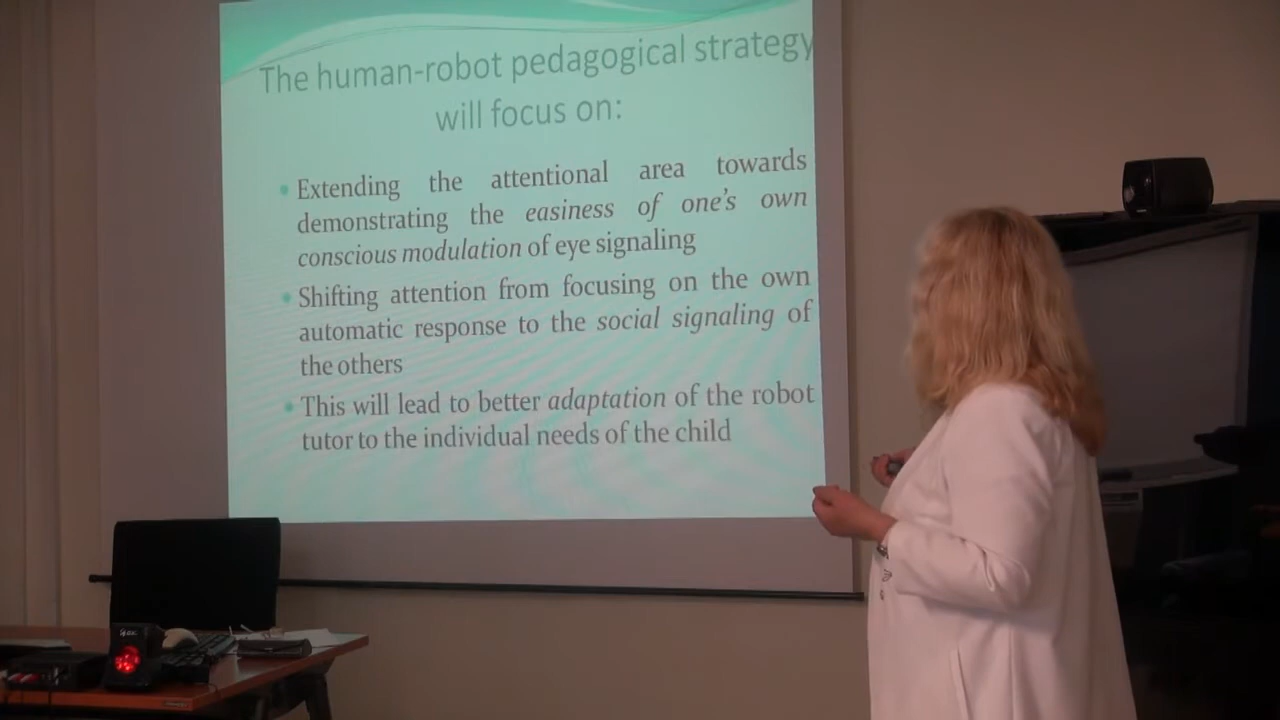 The human-robot pedagogical strategy
will focus on:
• Extending the attentional area towards
demonstrating the easiness of one's own
conscious modulation of eye signaling
• Shifting attention from focusing on the own
automatic response to the social signaling of
the others
• This will lead to better adaptation of the robot
tutor to the individual needs of the child